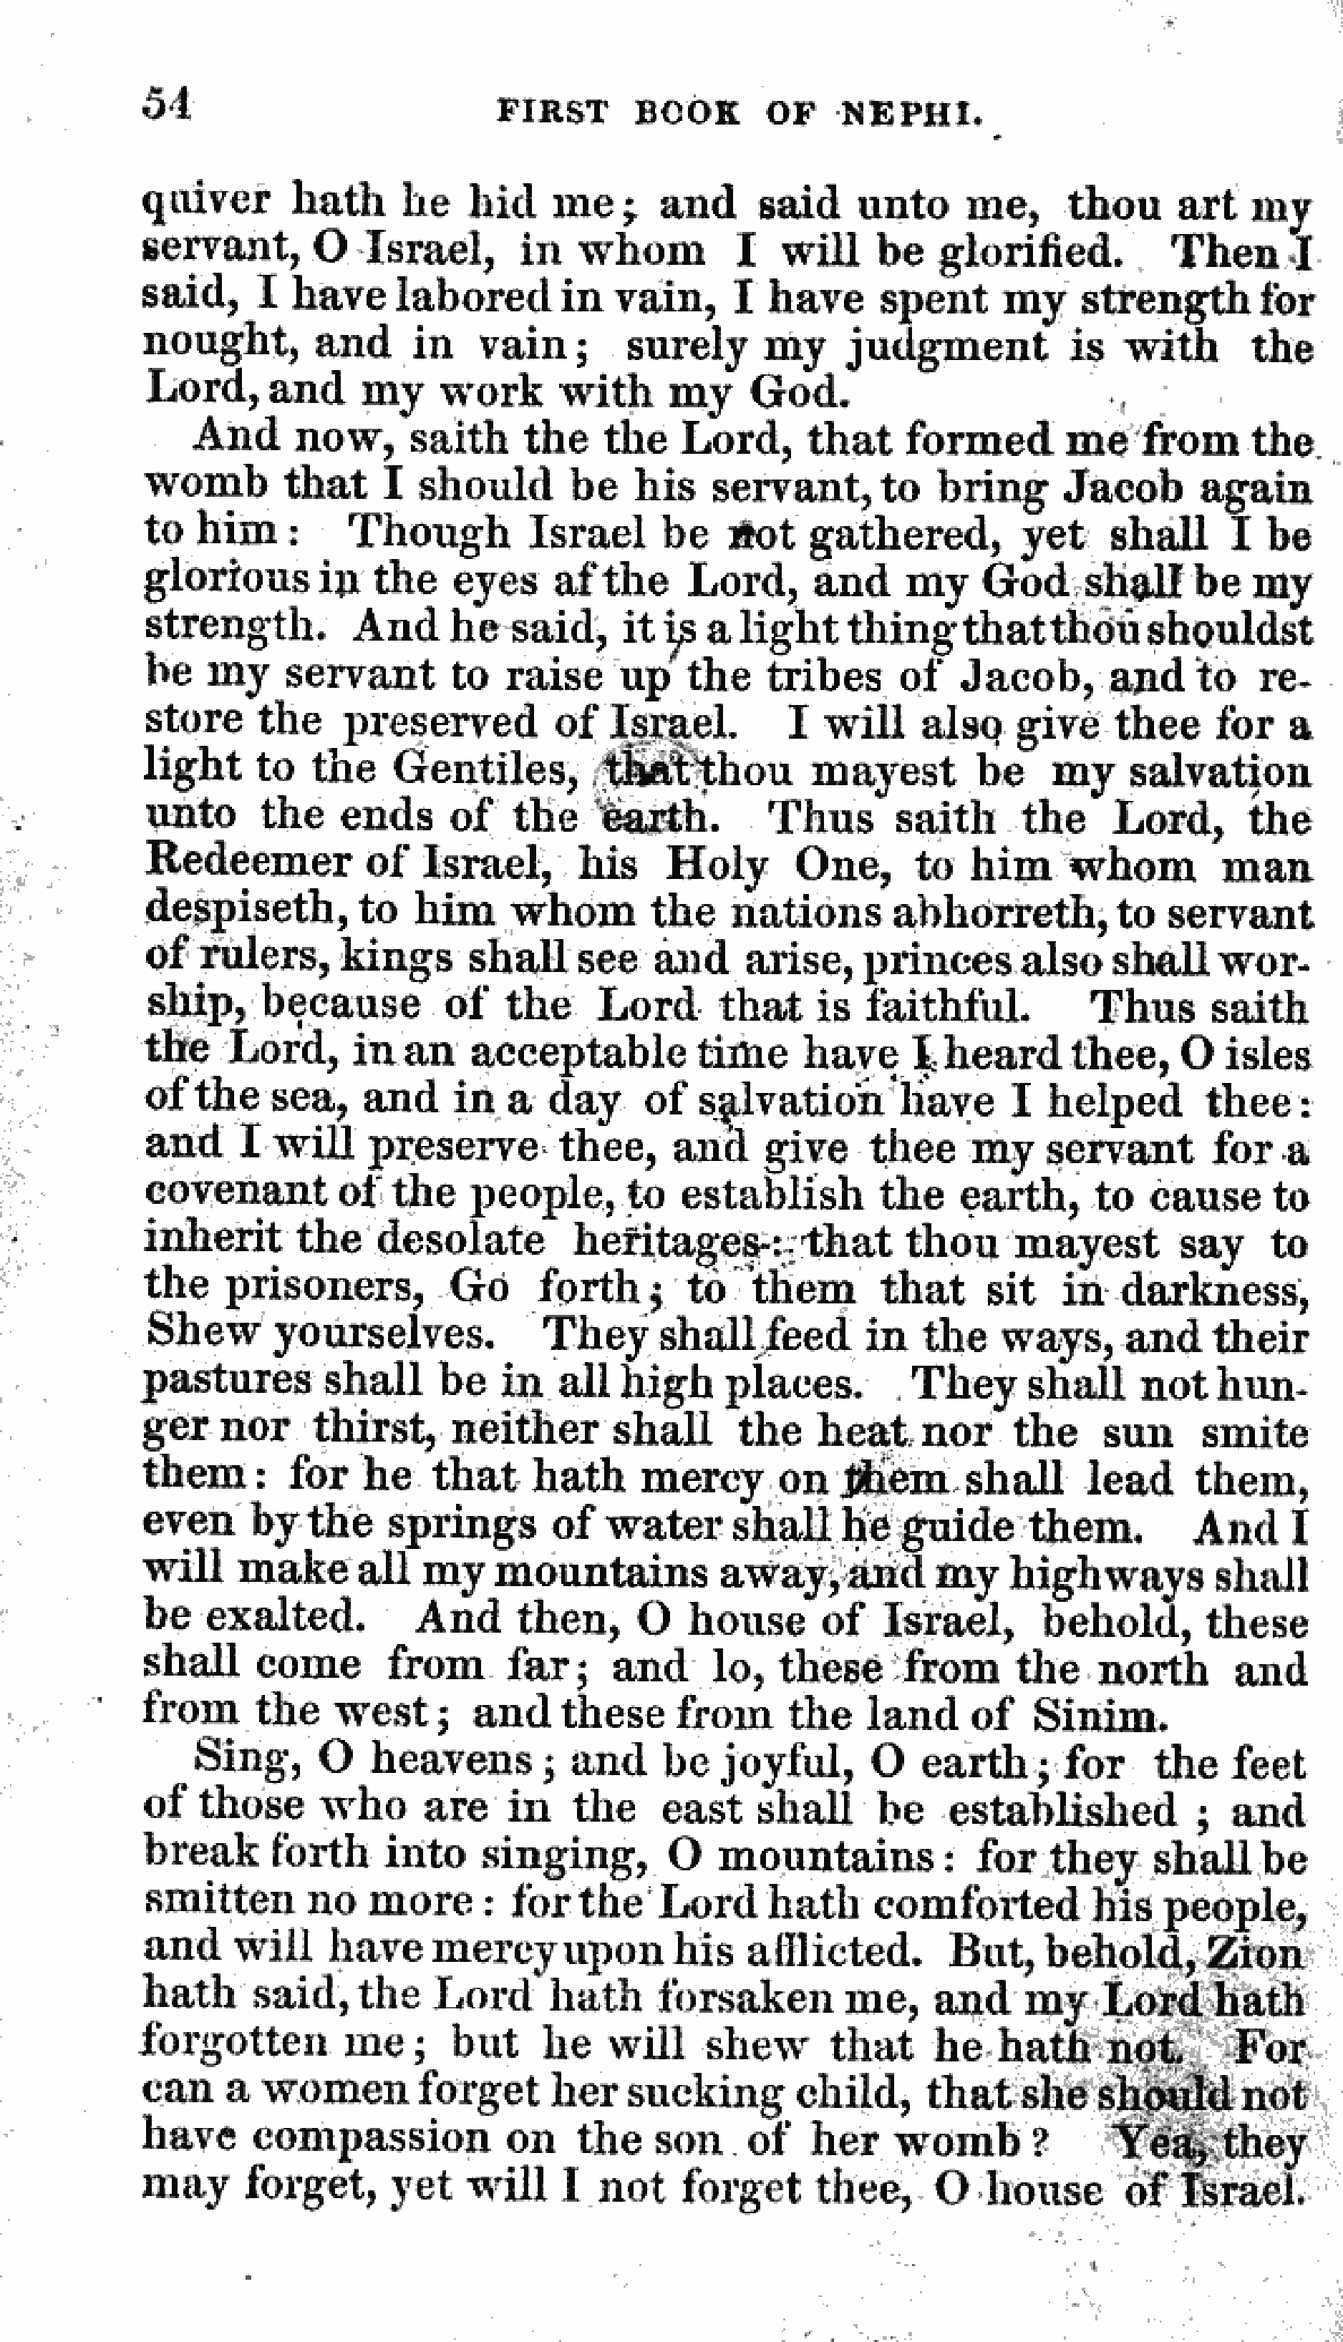 54 FIRST BOOK OF NEPHI.
quiver hath he hid me; and said unto me, thou art my
servant, O Israel, in whom I will be glorified. Then I
said, I have labored in vain, I have spent my strength for
nought, and in vain; surely my judgment is with the
Lord, and my work with my God.
And now, saith the the Lord, that formed me from the
womb that I should be his servant, to bring Jacob again
to him: Though Israel be not gathered, yet shall I be
glorious in the eyes af the Lord, and my God shall be my
strength. And he said, it is a light thing that thou shouldst
be my servant to raise up the tribes of Jacob, and to re-
store the preserved of Israel. I will also give thee for a
light to the Gentiles, that thou mayest be my salvation
unto the ends of the earth. Thus saith the Lord, the
Redeemer of Israel, his Holy One, to him whom man
despiseth, to him whom the nations abhorreth, to servant
of rulers, kings shall see and arise, princes also shall wor-
ship, because of the Lord that is faithful. Thus saith
the Lord, in an acceptable time have I heard thee, O isles
of the sea, and in a day of salvation have I helped thee:
and I will preserve thee, and give thee my servant for a
covenant of the people, to establish the earth, to cause to
inherit the desolate heritages: that thou mayest say to
the prisoners, Go forth; to them that sit in darkness,
Shew yourselves. They shall feed in the ways, and their
pastures shall be in all high places. They shall not hun-
ger nor thirst, neither shall the heat nor the sun smite
them: for he that hath mercy on them shall lead them,
even by the springs of water shall he guide them. And I
will make all my mountains away, and my highways shall
be exalted. And then, O house of Israel, behold, these
shall come from far; and lo, these from the north and
from the west; and these from the land of Sinim.
Sing, O heavens; and be joyful, O earth; for the feet
of those who are in the east shall be established ; and
break forth into singing, O mountains: for they shall be
smitten no more: for the Lord hath comforted his people,
and will have mercy upon his afflicted. But, behold, Zion
hath said, the Lord hath forsaken me, and my Lord hath
forgotten me; but he will shew that he hath not. For
can a women forget her sucking child, that she should not
have compassion on the son of her womb? Yea, they
may forget, yet will I not forget thee, O house of Israel.